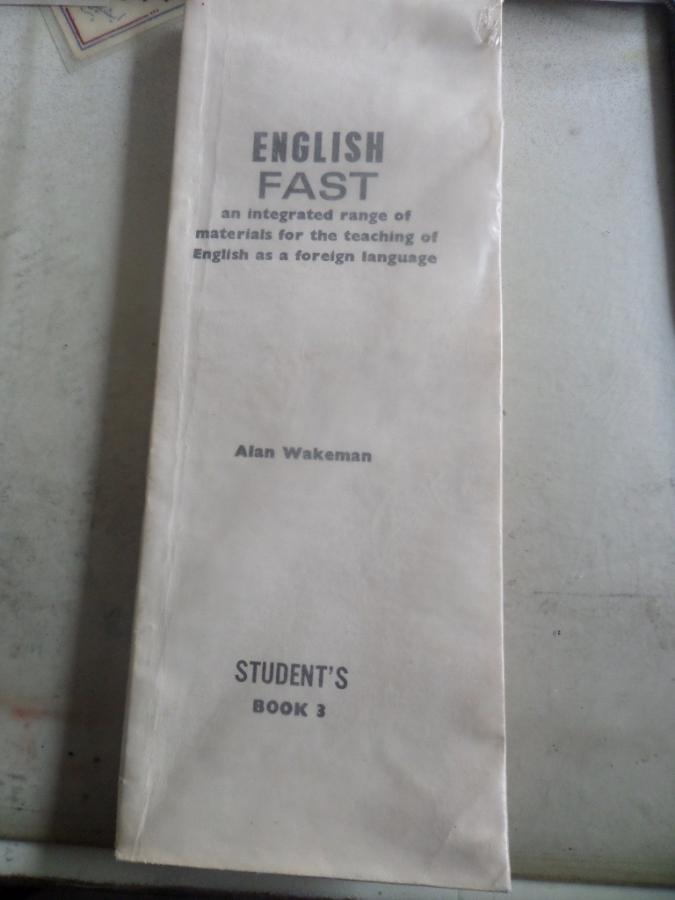 ENGLISH
FAST
an integrated range of
materials for the teaching of
English as a foreign language
Alan Wakeman
STUDENT'S
BOOK 3